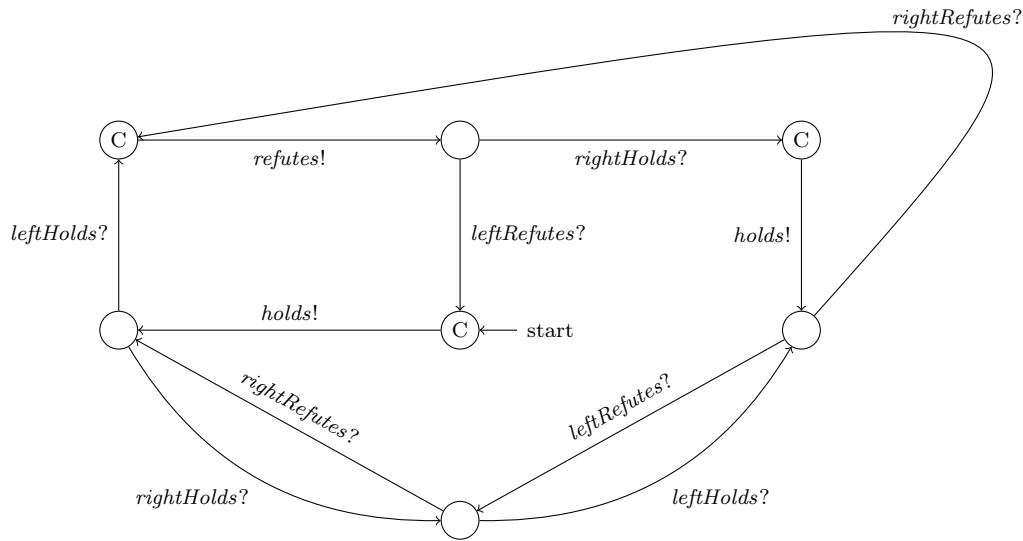 rightRefutes?
C
C
refutes!
rightHolds?
leftHolds?
leftRefutes?
holds!
holds!
C
start
rightRefutes?
leftRefutes?
rightHolds?
leftHolds?